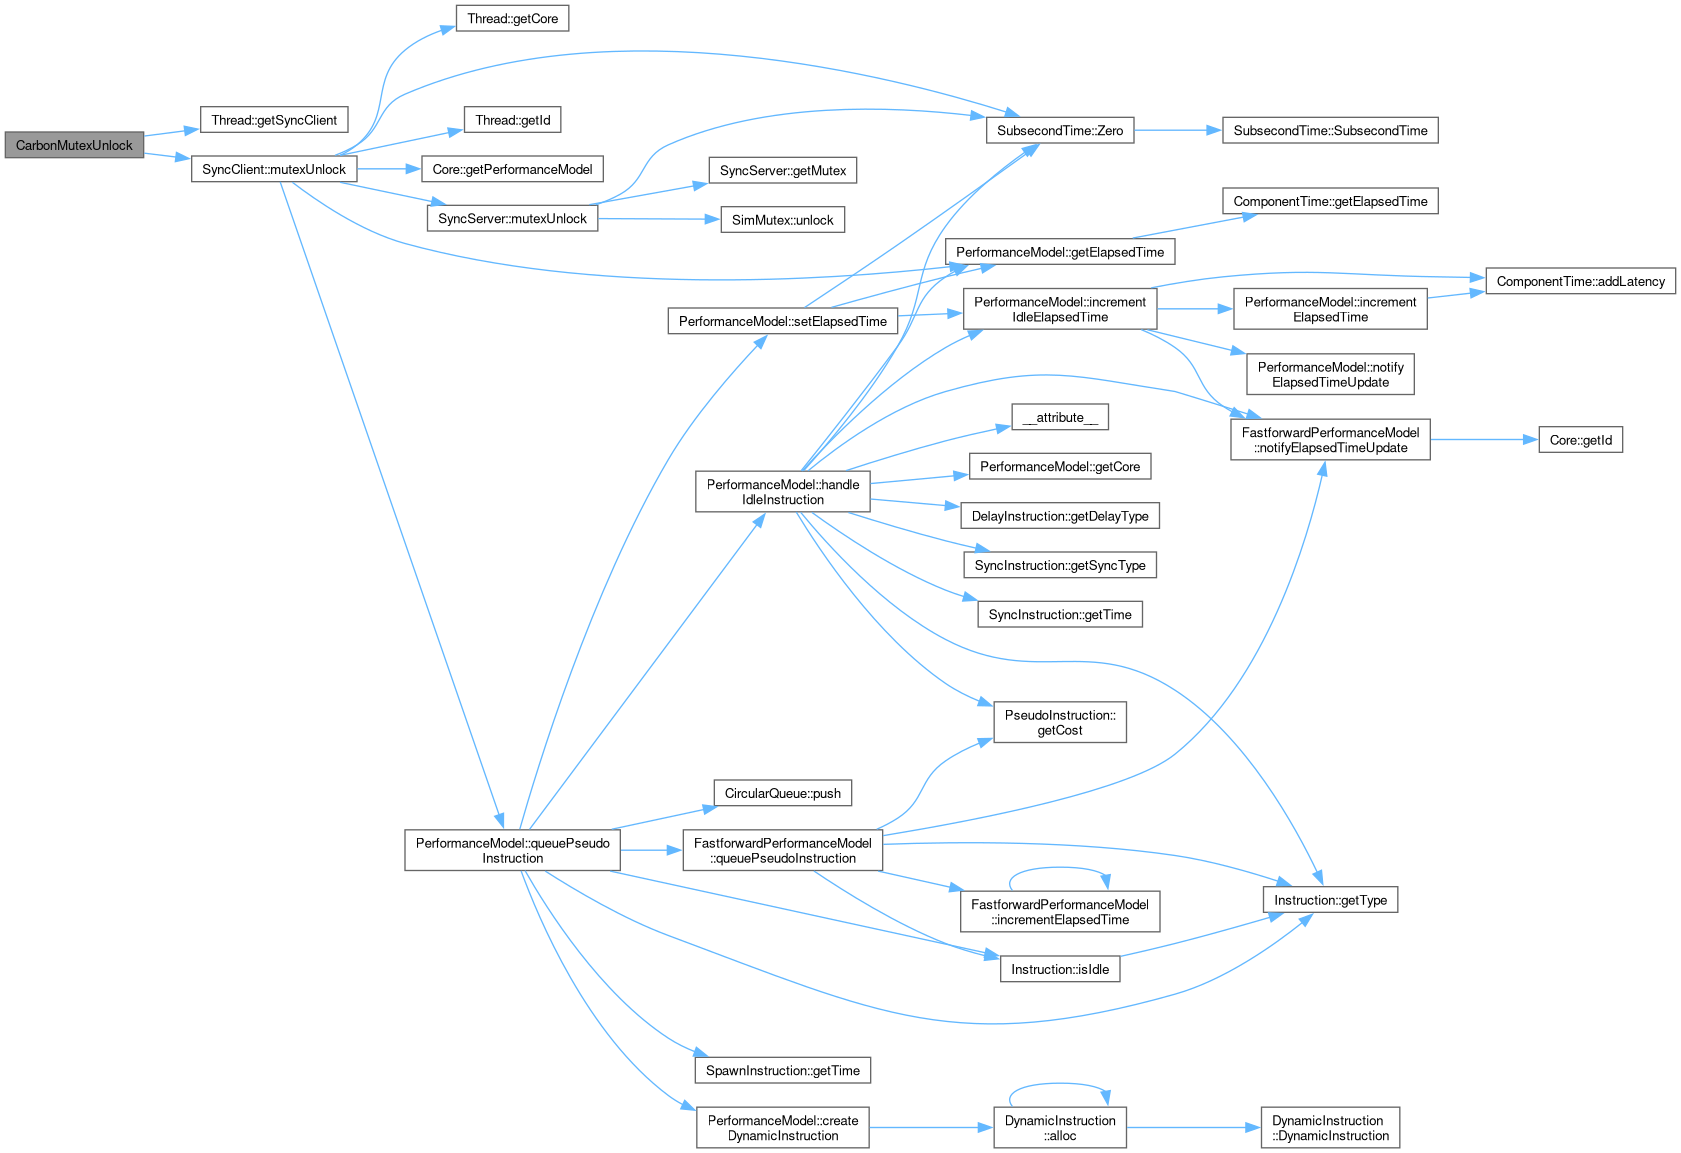 Thread::getCore
Thread::getSyncClient
Thread::getId
SubsecondTime::Zero
SubsecondTime::SubsecondTime
CarbonMutexUnlock
SyncClient::mutexUnlock
Core::getPerformanceModel
SyncServer::getMutex
SyncServer::mutexUnlock
SimMutex::unlock
ComponentTime::getElapsedTime
PerformanceModel::getElapsedTime
ComponentTime::addLatency
PerformanceModel::increment
IdleElapsedTime
PerformanceModel::increment
ElapsedTime
PerformanceModel::setElapsedTime
PerformanceModel::notify
ElapsedTimeUpdate
__attribute__
FastforwardPerformanceModel
::notifyElapsedTimeUpdate
Core::getId
PerformanceModel::getCore
PerformanceModel::handle
IdleInstruction
DelayInstruction::getDelayType
SyncInstruction::getSyncType
SyncInstruction::getTime
PseudoInstruction::
getCost
CircularQueue::push
PerformanceModel::queuePseudo
Instruction
FastforwardPerformanceModel
::queuePseudoInstruction
FastforwardPerformanceModel
::incrementElapsedTime
Instruction::getType
Instruction::isIdle
SpawnInstruction::getTime
PerformanceModel::create
DynamicInstruction
DynamicInstruction
::alloc
DynamicInstruction
::DynamicInstruction